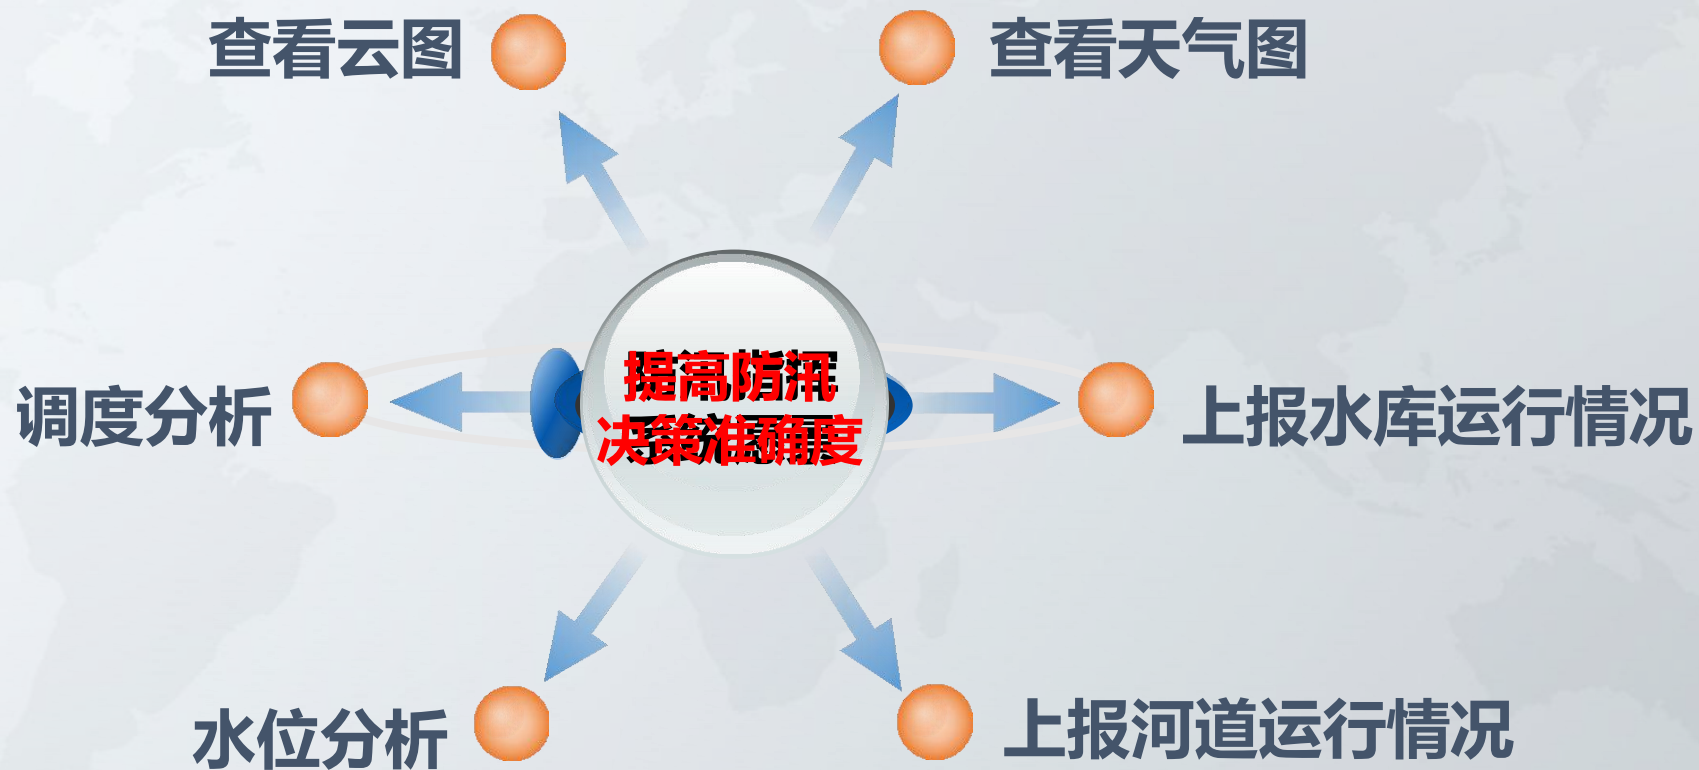 查看云图
查看天气图
提高防汛
决策准确度
调度分析
上报水库运行情况
水位分析
上报河道运行情况